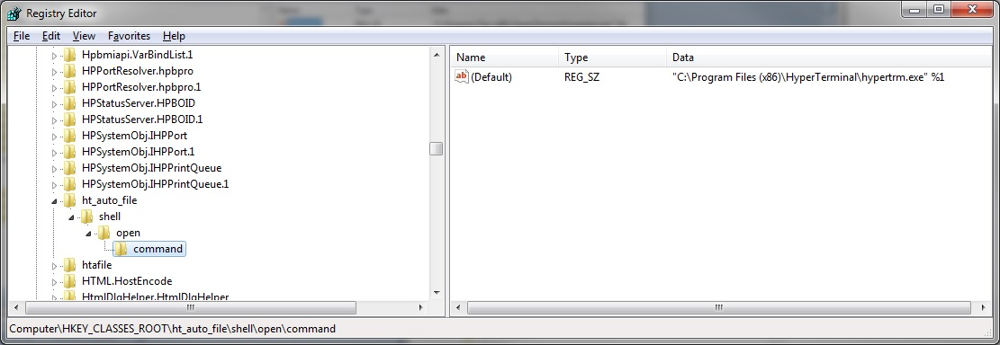 Registry Editor
File Edit View Favorites Help
Hpbmiapi.VarBindList.1
HPPortResolver.hpbpro
HPPortResolver.hpbpro.1
HPStatusServer.HPBOID
HPStatusServer.HPBOID.1
HPSystemObj.IHPPort
HPSystemObj.IHPPort.1
HPSystemObj.IHPPrintQueue
HPSystemObj.IHPPrintQueue.1
ht_auto_file
shell
open
command
htafile
HTML.HostEncode
HtmlDlgHelper.HtmlDlgHelper
Name Type Data
ab (Default) REG_SZ "C:\Program Files (x86)\HyperTerminal\hypertrm.exe" %1
Computer\HKEY_CLASSES_ROOT\ht_auto_file\shell\open\command